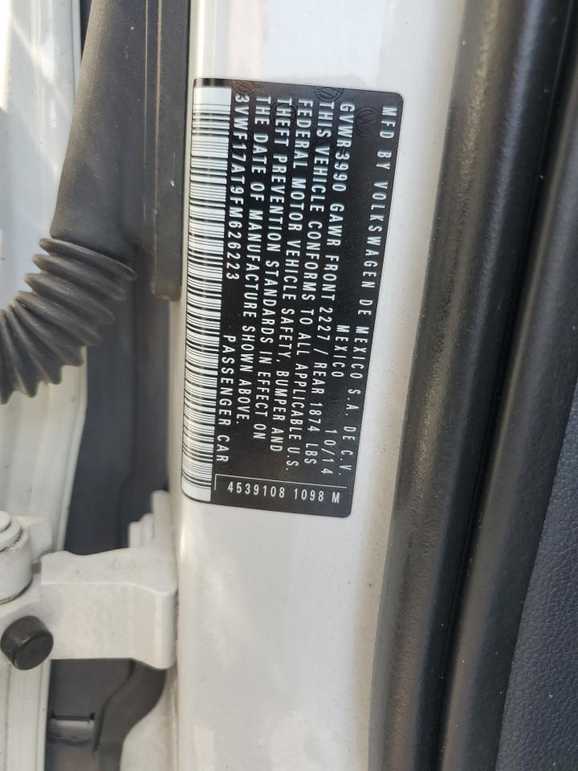 MFD BY VOLKSWAGEN DE MEXICO S.A. DE C.V
MEXICO 10/14
GVWR3990 GAWR FRONT 2227/ REAR 1874 LBS
THIS VEHICLE CONFORMS TO ALL APPLICABLE U.S.
FEDERAL MOTOR VEHICLE SAFETY, BUMPER AND
THEFT PREVENTION STANDARDS IN EFFECT ON
THE DATE OF MANUFACTURE SHOWN ABOVE.
3VWF17AT9FM626223 PASSENGER CAR
4539108 1098 M